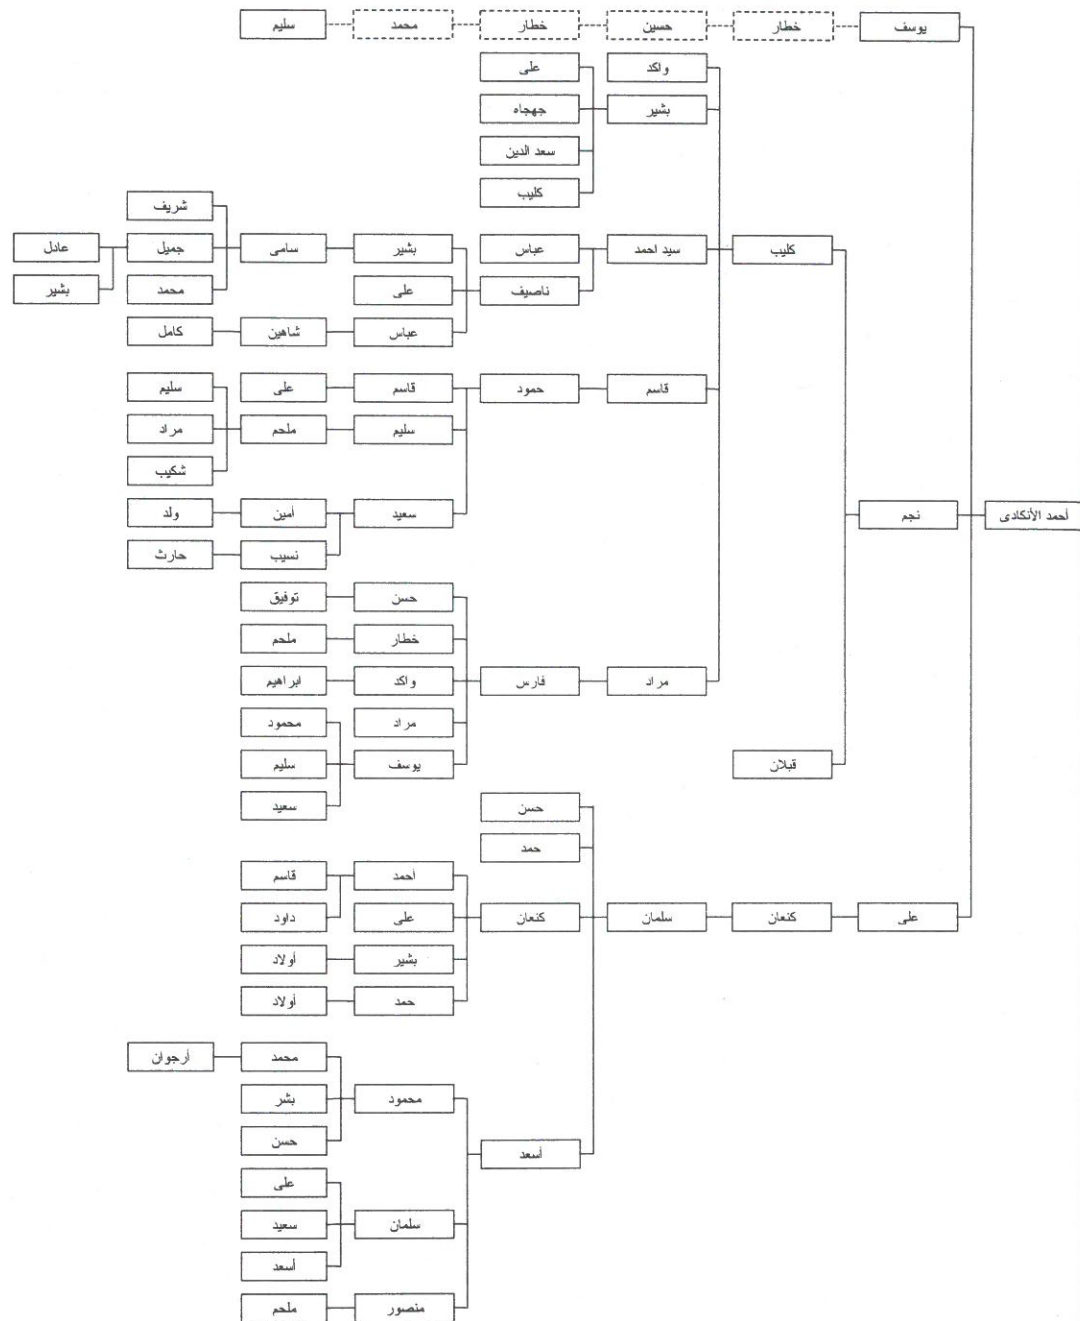 يوسف خطار حسين خطار محمد سليم
واكد على
بشير جهجاه
سعد الدين
كليب
شريف
كليب سيد احمد عباس بشير سامى جميل عادل
ناصيف على محمد بشير
عباس شاهين كامل
قاسم حمود قاسم على سليم
سليم ملحم مراد
شكيب
أحمد الأنكادى نجم سعيد أمين ولد
نسيب حارث
حسن توفيق
خطار ملحم
مراد فارس واكد ابراهيم
مراد محمود
قبلان يوسف سليم
سعيد
حسن
حمد
أحمد قاسم
على كنعان سلمان كنعان على داود
بشير أولاد
حمد أولاد
محمد أرجوان
محمود بشر
حسن
أسعد
على
سلمان سعيد
أسعد
منصور ملحم